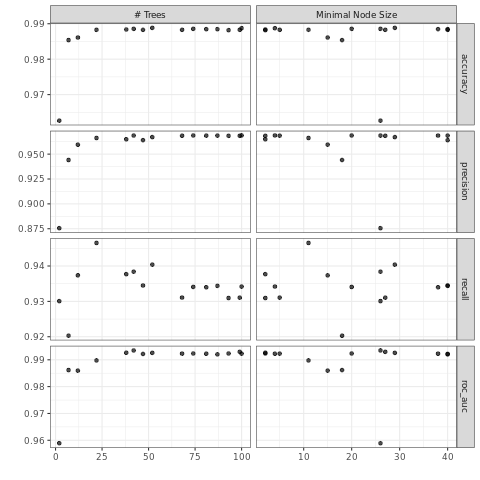 # Trees
Minimal Node Size
0.99
0.98
0.97
accuracy
0.950
0.925
0.900
0.875
precision
0.94
0.93
0.92
recall
0.99
0.98
0.97
0.96
roc_auc
0 25 50 75 100
0 10 20 30 40